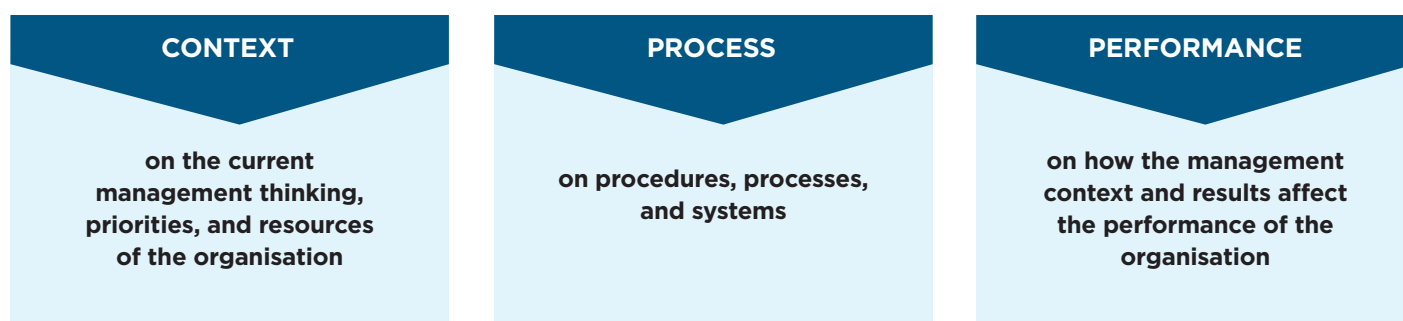 CONTEXT
on the current
management thinking,
priorities, and resources
of the organisation
PROCESS
on procedures, processes,
and systems
PERFORMANCE
on how the management
context and results affect
the performance of the
organisation